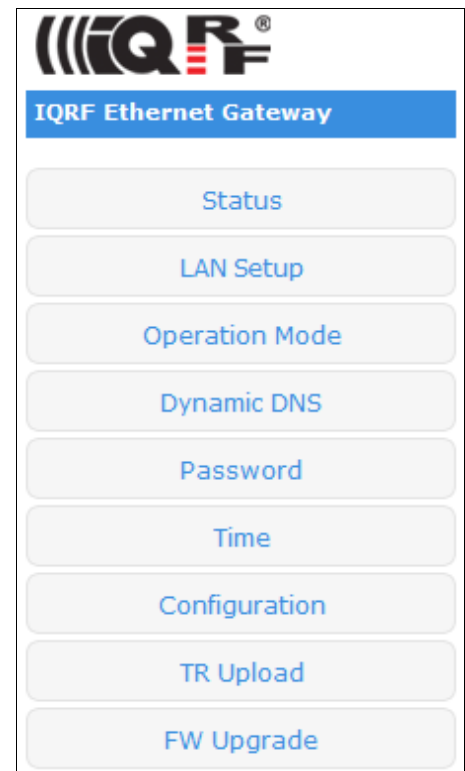 IQRF®
IQRF Ethernet Gateway
Status
LAN Setup
Operation Mode
Dynamic DNS
Password
Time
Configuration
TR Upload
FW Upgrade